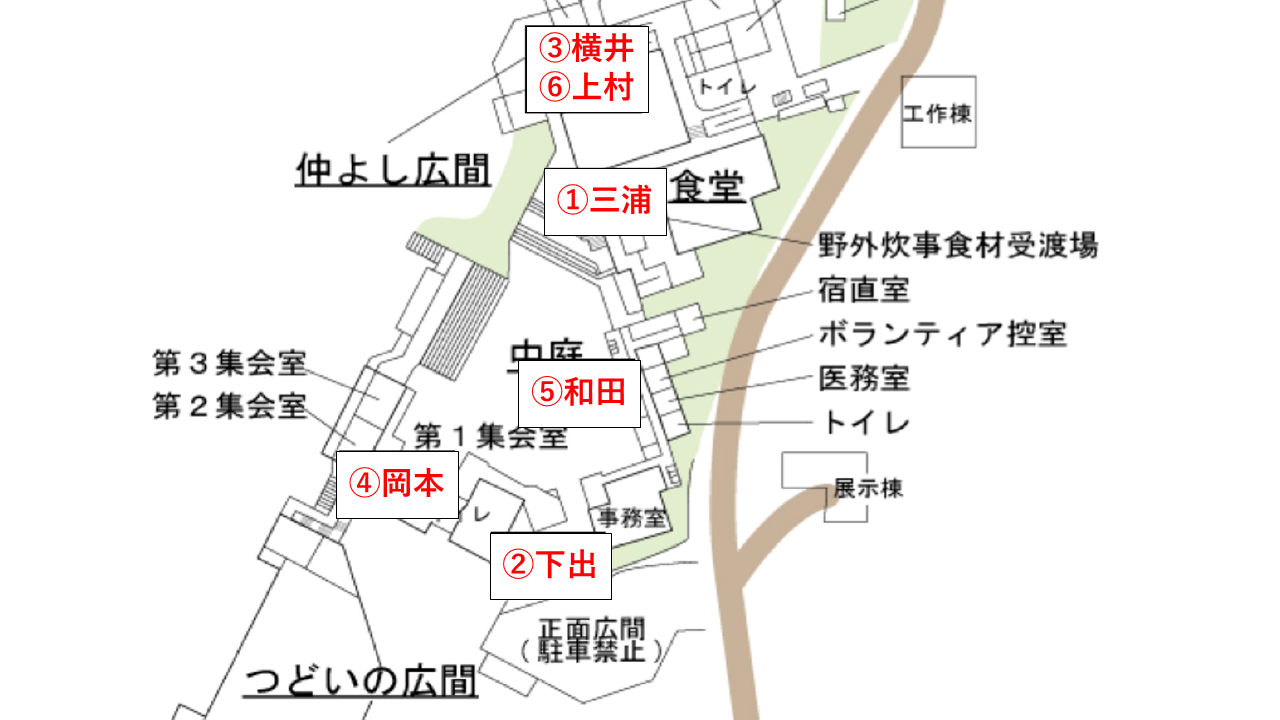 ③横井
⑥上村
トイレ
工作棟
仲よし広間
①三浦
食堂
野外炊事食材受渡場
宿直室
ボランティア控室
中庭
第3集会室
医務室
⑤和田
第2集会室
トイレ
第1集会室
④岡本
レ
展示棟
事務室
②下出
正面広間
(駐車禁止)
つどいの広間